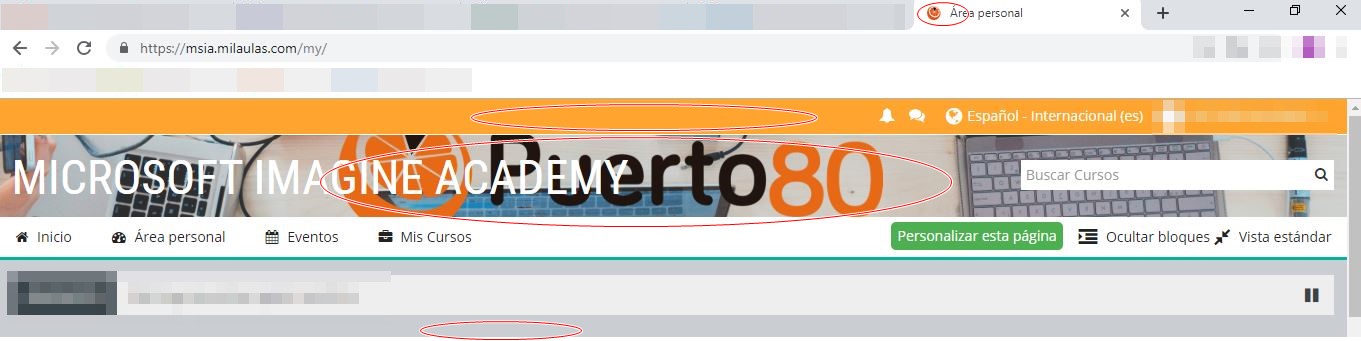 Área personal
https://msia.milaulas.com/my/
Español - Internacional (es)
Puerto80
MICROSOFT IMAGINE ACADEMY
Buscar Cursos
Inicio Área personal Eventos Mis Cursos Personalizar esta página Ocultar bloques Vista estándar